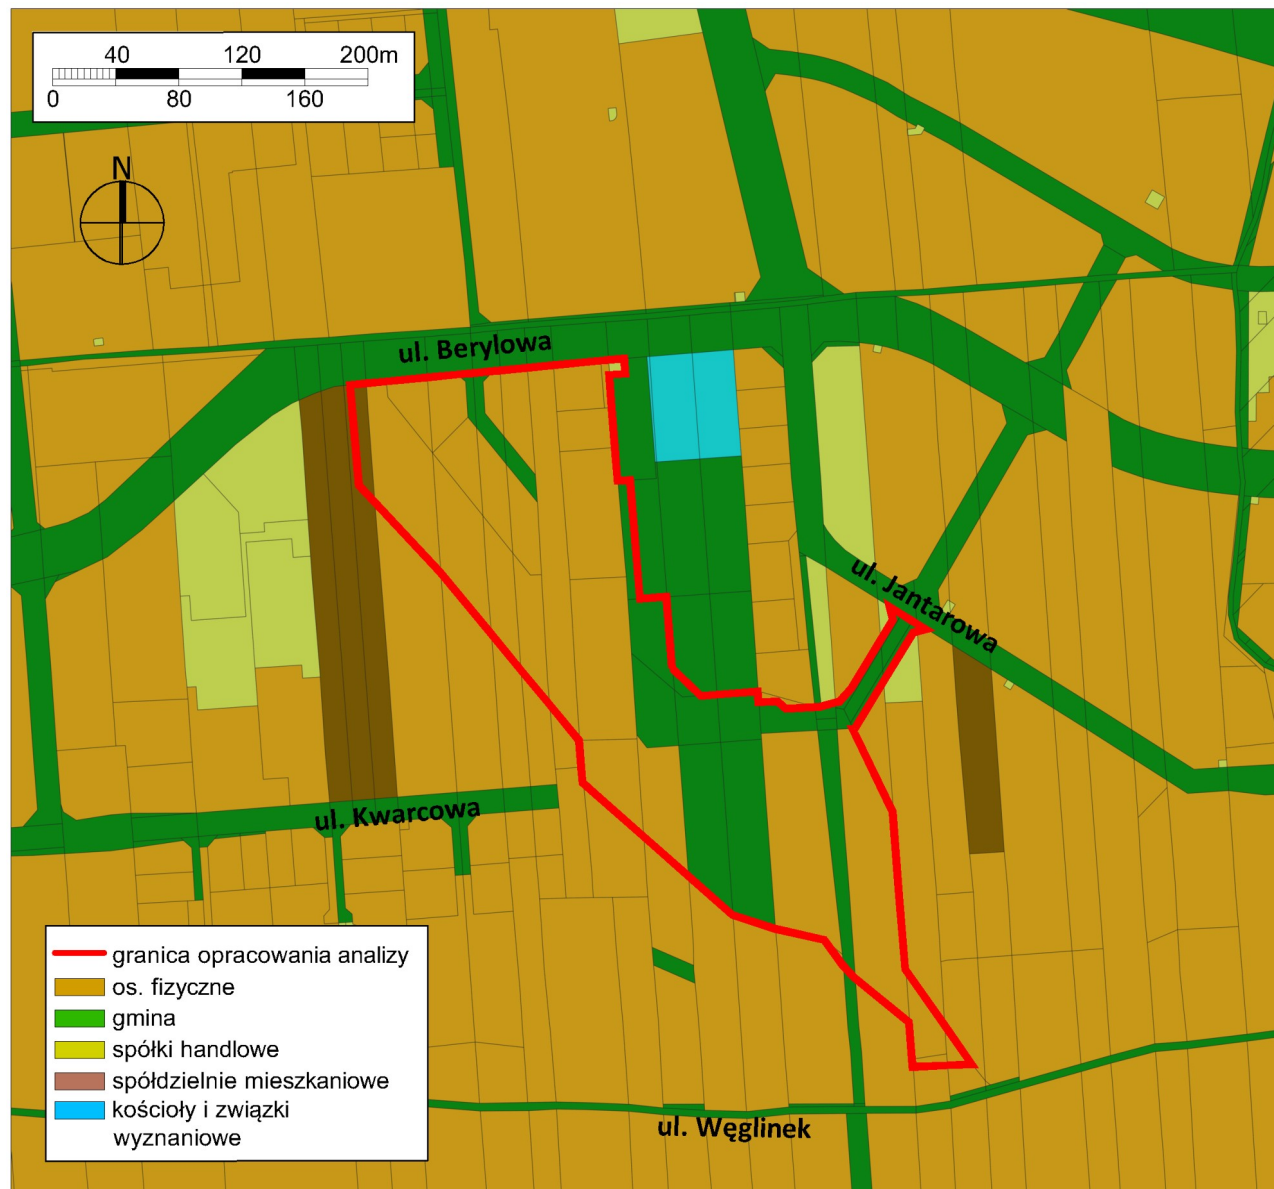 40 120 200m
0 80 160
N
ul. Berylowa
ul. Jantarowa
ul. Kwarcowa
granica opracowania analizy
os. fizyczne
gmina
spółki handlowe
spółdzielnie mieszkaniowe
kościoły i związki
wyznaniowe
ul. Węglinek